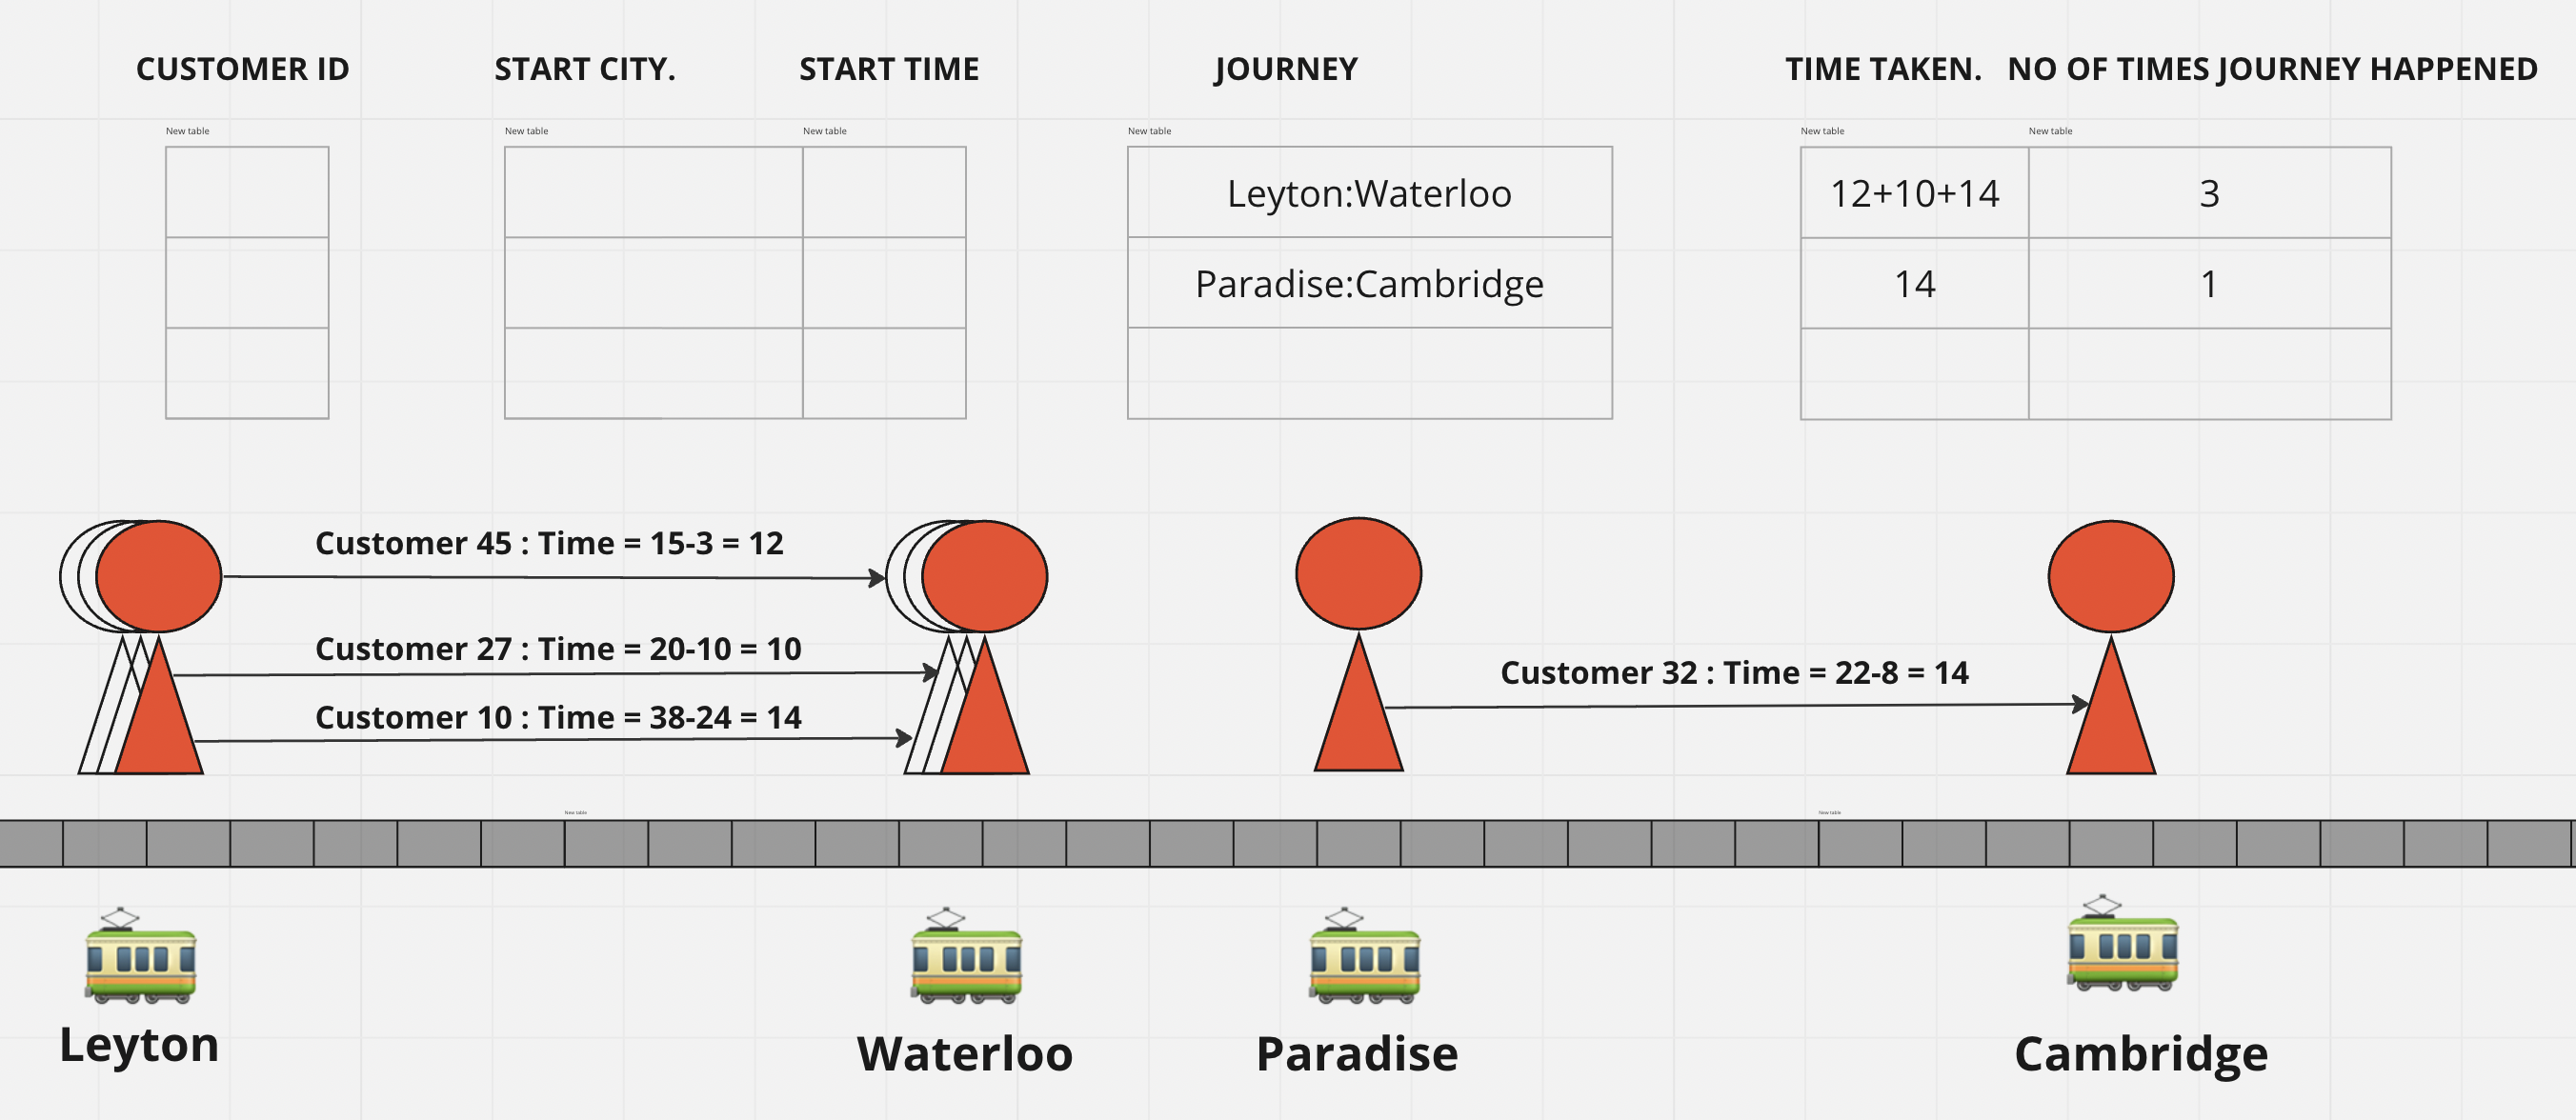 CUSTOMER ID START CITY. START TIME JOURNEY TIME TAKEN. NO OF TIMES JOURNEY HAPPENED
New table New table New table New table New table New table
Leyton:Waterloo 12+10+14 3
Paradise:Cambridge 14 1
Customer 45 : Time = 15-3 = 12
Customer 27 : Time = 20-10 = 10
Customer 32 : Time = 22-8 = 14
Customer 10 : Time = 38-24 = 14
New table New table
Leyton Waterloo Paradise Cambridge